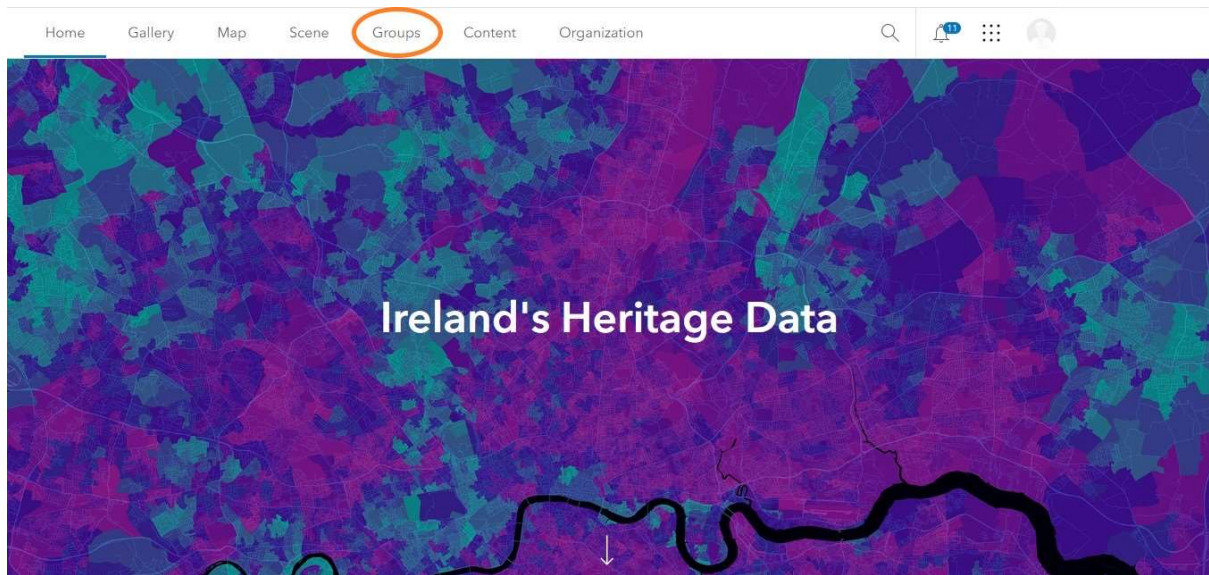 Home Gallery Map Scene Groups Content Organization 11
Ireland's Heritage Data